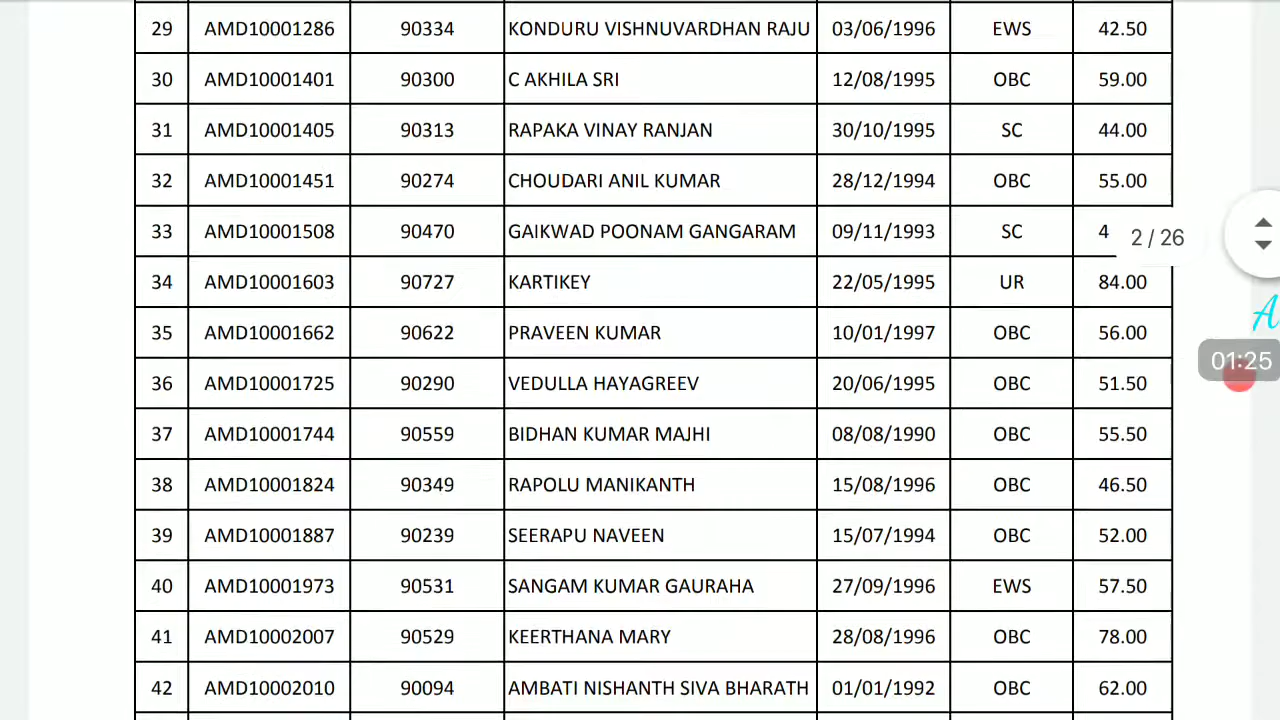 29 AMD10001286 90334 KONDURU VISHNUVARDHAN RAJU 03/06/1996 EWS 42.50
30 AMD10001401 90300 C AKHILA SRI 12/08/1995 OBC 59.00
31 AMD10001405 90313 RAPAKA VINAY RANJAN 30/10/1995 SC 44.00
32 AMD10001451 90274 CHOUDARI ANIL KUMAR 28/12/1994 OBC 55.00
33 AMD10001508 90470 GAIKWAD POONAM GANGARAM 09/11/1993 SC 2 / 26
34 AMD10001603 90727 KARTIKEY 22/05/1995 UR 84.00
35 AMD10001662 90622 PRAVEEN KUMAR 10/01/1997 OBC 56.00
01:25
36 AMD10001725 90290 VEDULLA HAYAGREEV 20/06/1995 OBC 51.50
37 AMD10001744 90559 BIDHAN KUMAR MAJHI 08/08/1990 OBC 55.50
38 AMD10001824 90349 RAPOLU MANIKANTH 15/08/1996 OBC 46.50
39 AMD10001887 90239 SEERAPU NAVEEN 15/07/1994 OBC 52.00
40 AMD10001973 90531 SANGAM KUMAR GAURAHA 27/09/1996 EWS 57.50
41 AMD10002007 90529 KEERTHANA MARY 28/08/1996 OBC 78.00
42 AMD10002010 90094 AMBATI NISHANTH SIVA BHARATH 01/01/1992 OBC 62.00